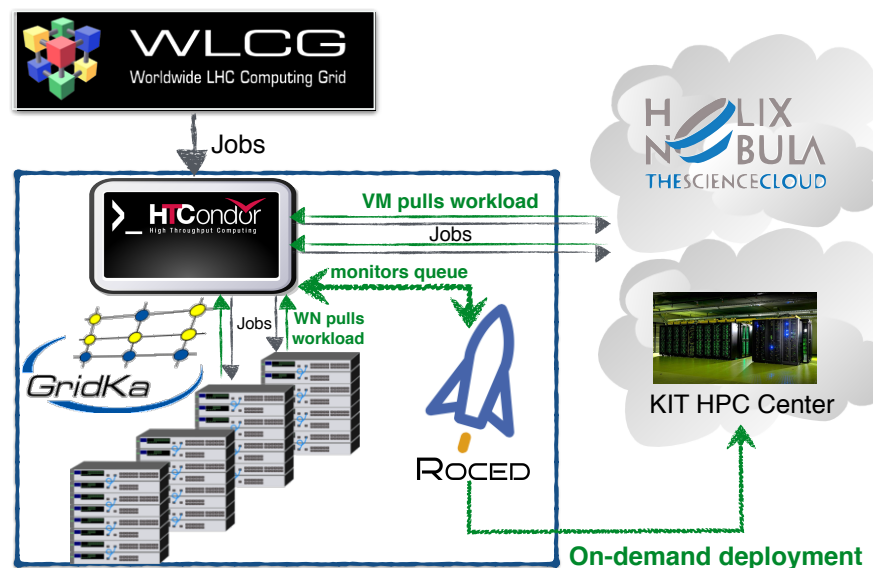 WLCG
Worldwide LHC Computing Grid
Jobs
HTCondor
High Throughput Computing
VM pulls workload
Jobs
monitors queue
Jobs
WN pulls
workload
GridKa
ROCED
HELIX
NEBULA
THESCIENCECLOUD
KIT HPC Center
On-demand deployment